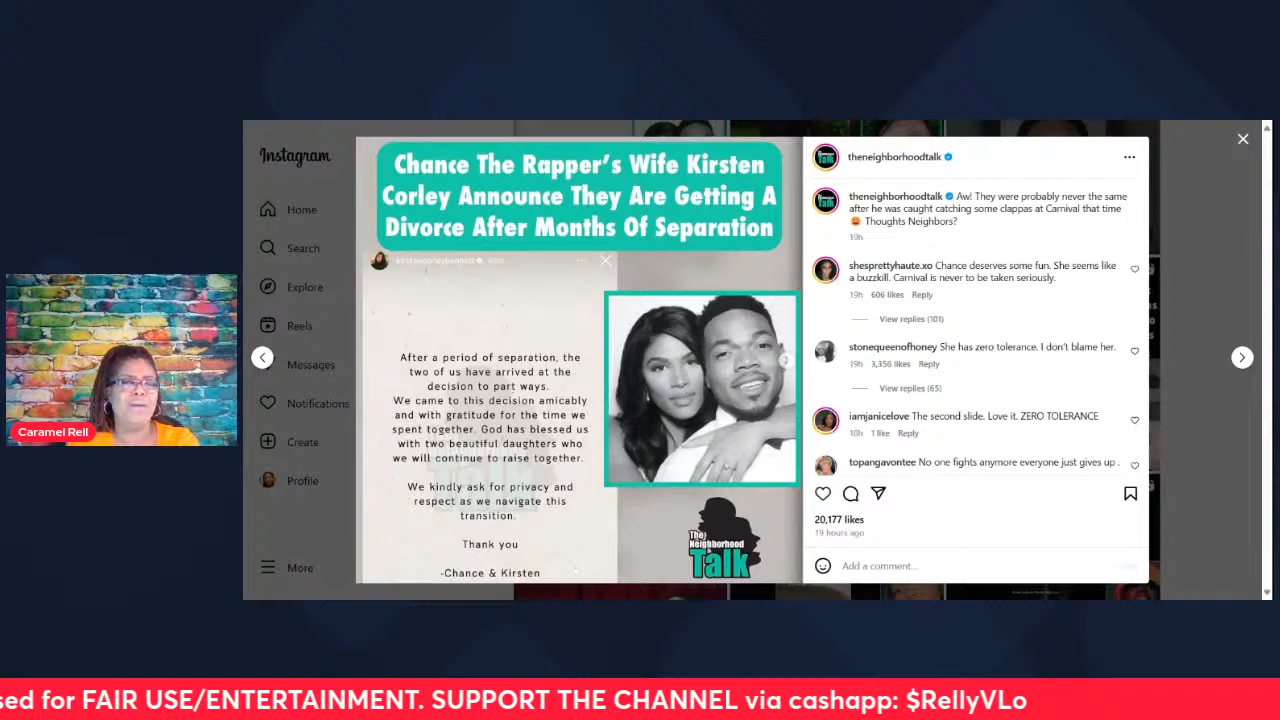 Instagram
Home
Search
Explore
Reels
Messages
Notifications
Create
Profile
More
Caramel Rell
Chance The Rapper's Wife Kirsten
Corley Announce They Are Getting A
Divorce After Months Of Separation
kirstencorleybennett
After a period of separation, the
two of us have arrived at the
decision to part ways.
We came to this decision amicably
and with gratitude for the time we
spent together. God has blessed us
with two beautiful daughters who
we will continue to raise together.
We kindly ask for privacy and
respect as we navigate this
transition.
Thank you
-Chance & Kirsten
The
Neighborhood
Talk
theneighborhoodtalk
theneighborhoodtalk Aw! They were probably never the same
after he was caught catching some clappas at Carnival that time
😩 Thoughts Neighbors?
19h
shesprettyhaute.xo Chance deserves some fun. She seems like
a buzzkill. Carnival is never to be taken seriously.
19h 606 likes Reply
View replies (101)
stonequeenofhoney She has zero tolerance. I don't blame her.
19h 3,356 likes Reply
View replies (65)
iamjanicelove The second slide. Love it. ZERO TOLERANCE
18h 1 like Reply
topangavontee No one fights anymore everyone just gives up .
20,177 likes
19 hours ago
Add a comment...
sed for FAIR USE/ENTERTAINMENT. SUPPORT THE CHANNEL via cashapp: $RellyVLo